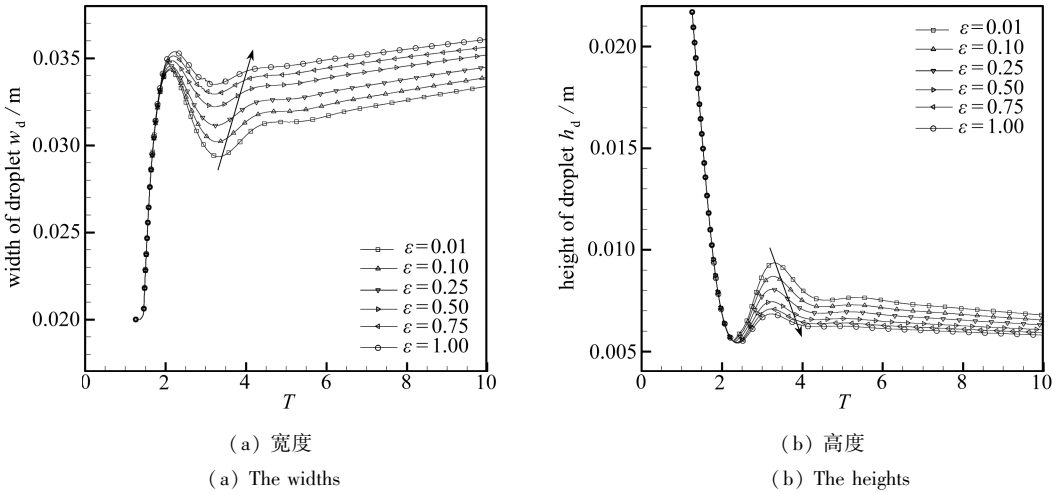 width of droplet w_d / m
0.035
0.030
0.025
0.020
ε=0.01
ε=0.10
ε=0.25
ε=0.50
ε=0.75
ε=1.00
0 2 4 6 8 10
T
(a) 宽度
(a) The widths
height of droplet h_d / m
0.020
0.015
0.010
0.005
ε=0.01
ε=0.10
ε=0.25
ε=0.50
ε=0.75
ε=1.00
0 2 4 6 8 10
T
(b) 高度
(b) The heights